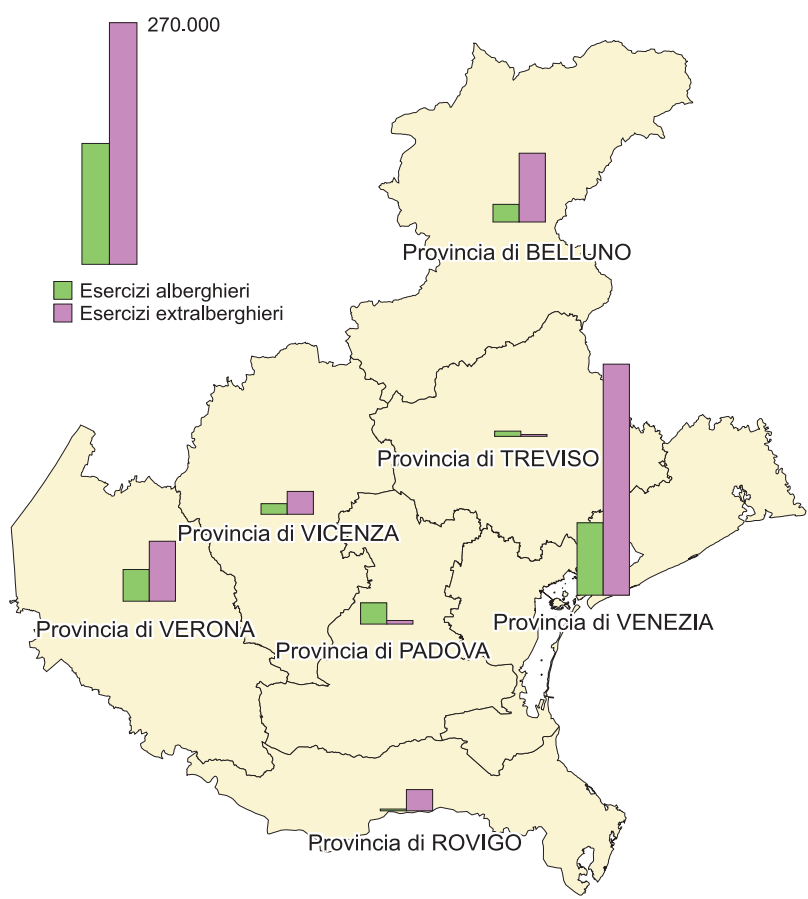 270.000
Esercizi alberghieri
Esercizi extralberghieri
Provincia di BELLUNO
Provincia di TREVISO
Provincia di VICENZA
Provincia di VENEZIA
Provincia di VERONA
Provincia di PADOVA
Provincia di ROVIGO